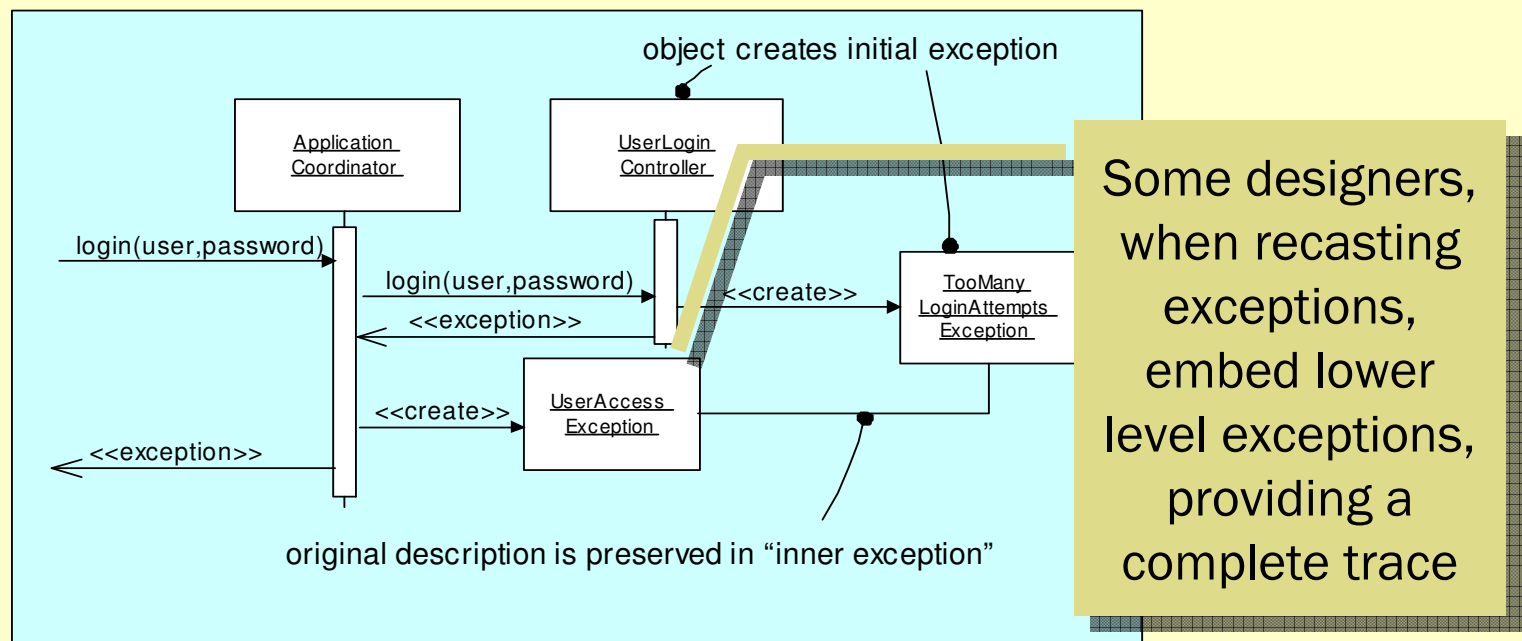 object creates initial exception
Application
Coordinator
UserLogin
Controller
login(user,password)
login(user,password)
<<create>>
TooMany
LoginAttempts
Exception
<<exception>>
<<create>>
UserAccess
Exception
<<exception>>
original description is preserved in “inner exception”
Some designers,
when recasting
exceptions,
embed lower
level exceptions,
providing a
complete trace